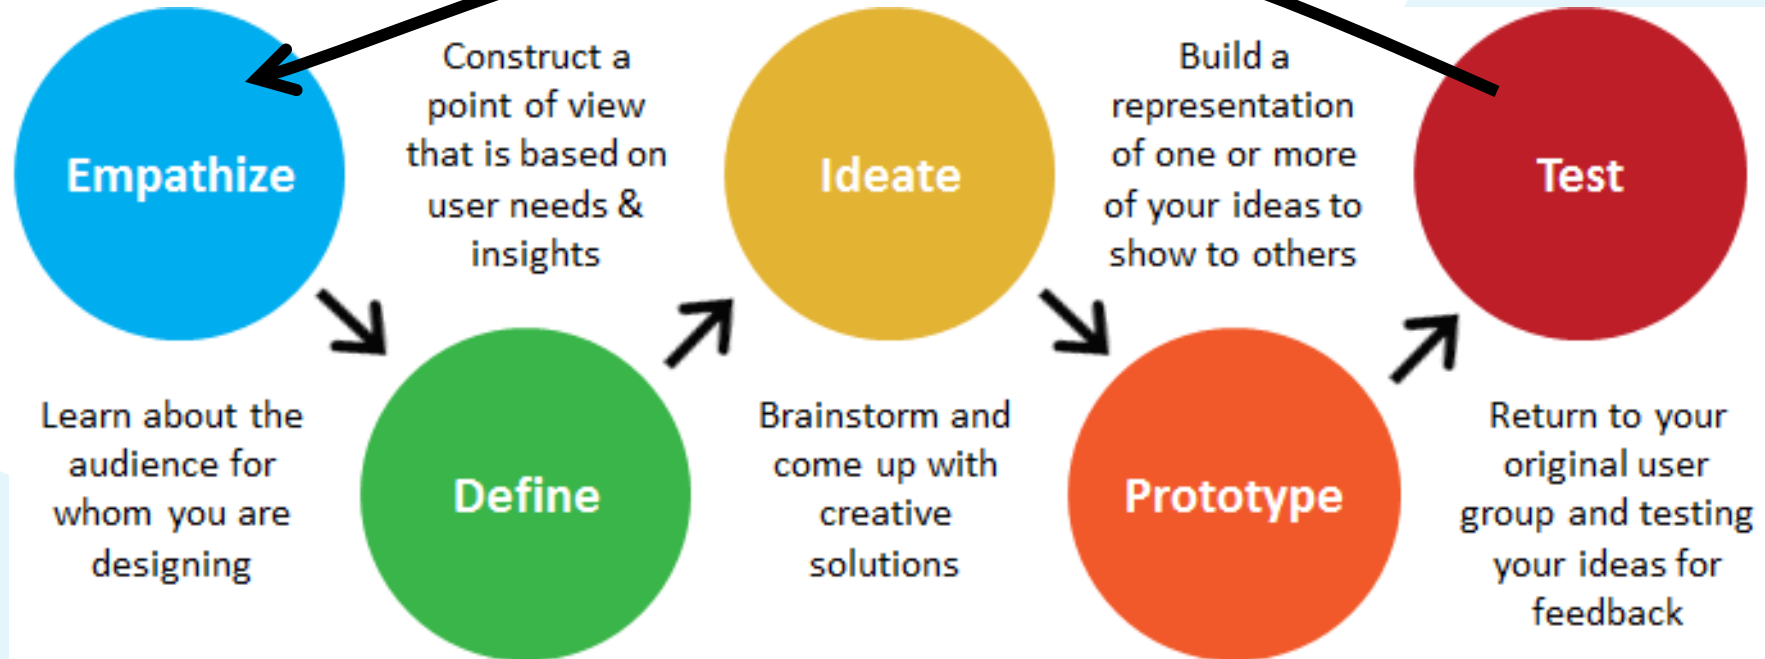 Empathize
Learn about the
audience for
whom you are
designing
Construct a
point of view
that is based on
user needs &
insights
Define
Ideate
Brainstorm and
come up with
creative
solutions
Build a
representation
of one or more
of your ideas to
show to others
Prototype
Test
Return to your
original user
group and testing
your ideas for
feedback